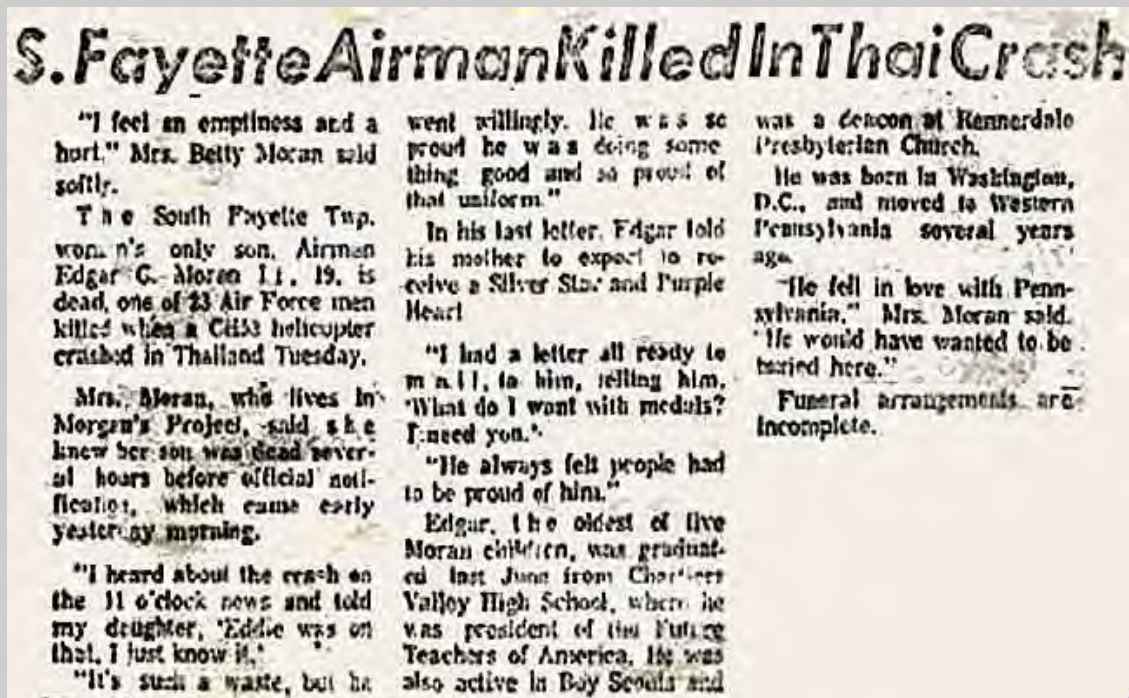 S. Fayette Airman Killed In Thai Crash
"I feel an emptiness and a
hurt," Mrs. Betty Moran said
softly.
The South Fayette Twp.
woman's only son, Airman
Edgar C. Moran II, 19, is
dead, one of 23 Air Force men
killed when a CH53 helicopter
crashed in Thailand Tuesday.
Mrs. Moran, who lives in
Morgan's Project, said she
knew her son was dead sever-
al hours before official noti-
fication, which came early
yesterday morning.
"I heard about the crash on
the 11 o'clock news and told
my daughter, 'Eddie was on
that. I just know it.'
"It's such a waste, but he
went willingly. He was so
proud he was doing some
thing good and so proud of
that uniform."
In his last letter, Edgar told
his mother to expect to re-
ceive a Silver Star and Purple
Heart
"I had a letter all ready to
mail, to him, telling him,
'What do I want with medals?
I need you.'
"He always felt people had
to be proud of him."
Edgar, the oldest of five
Moran children, was graduat-
ed last June from Chartiers
Valley High School, where he
was president of the Future
Teachers of America. He was
also active in Boy Scouts and
was a deacon at Rennerdale
Presbyterian Church.
He was born in Washington,
D.C., and moved to Western
Pennsylvania several years
ago.
"He fell in love with Penn-
sylvania," Mrs. Moran said.
"He would have wanted to be
buried here."
Funeral arrangements are
incomplete.